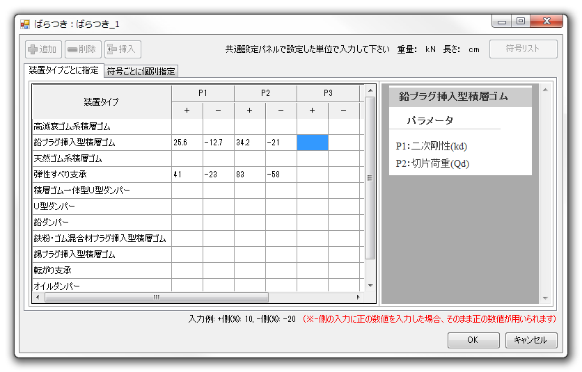 ばらつき : ばらつき_1
追加 削除 挿入 共通設定パネルで設定した単位で入力して下さい 重量: kN 長さ: cm 符号リスト
装置タイプごとに指定 符号ごとに個別指定
装置タイプ P1 P2 P3
+ − + − + −
高減衰ゴム系積層ゴム
鉛プラグ挿入型積層ゴム 25.6 -12.7 34.2 -21
天然ゴム系積層ゴム
弾性すべり支承 41 -23 83 -58
積層ゴム一体型U型ダンパー
U型ダンパー
鉛ダンパー
鉄粉・ゴム混合材プラグ挿入型積層ゴム
錫プラグ挿入型積層ゴム
転がり支承
オイルダンパー
鉛プラグ挿入型積層ゴム
パラメータ
P1:二次剛性(kd)
P2:切片荷重(Qd)
入力例: +側(%): 10, -側(%): -20 (※-側の入力に正の数値を入力した場合、そのまま正の数値が用いられます)
OK キャンセル